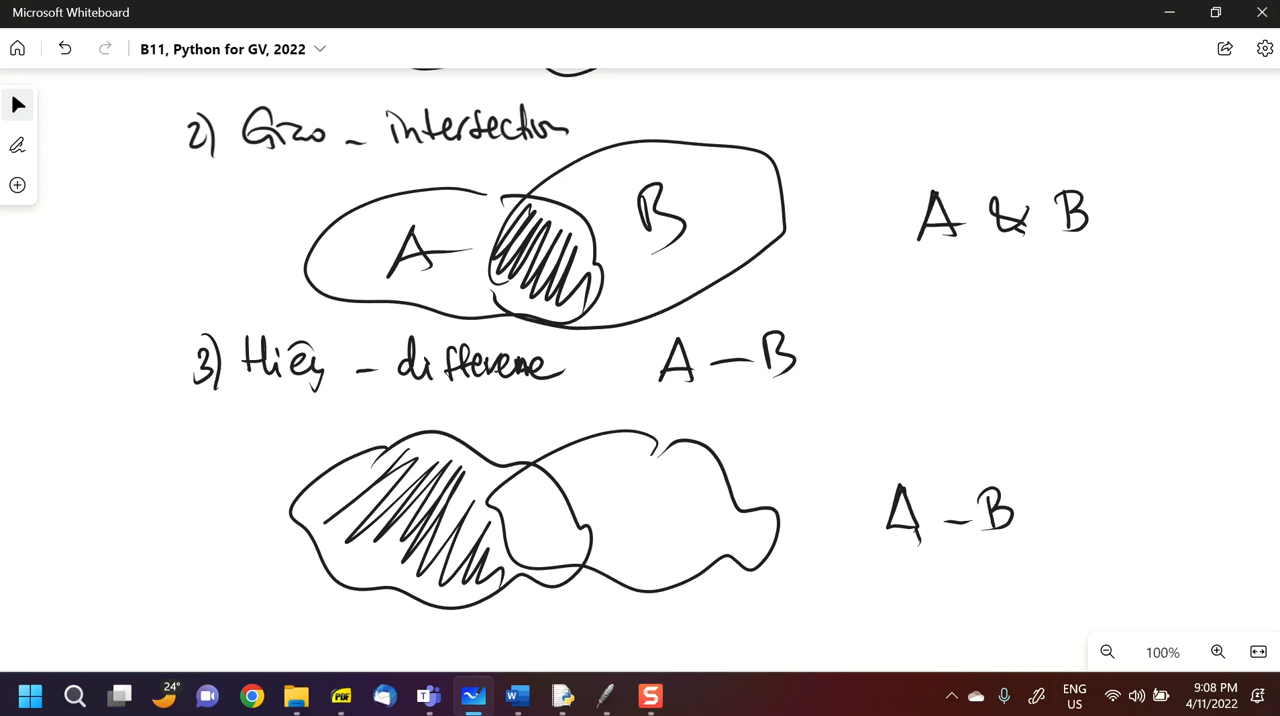 Microsoft Whiteboard
B11, Python for GV, 2022
2) Giao - intersection
A
B
A & B
3) Hiệu - difference A - B
A - B
100%
24°
PDF
ENG
US
9:08 PM
4/11/2022